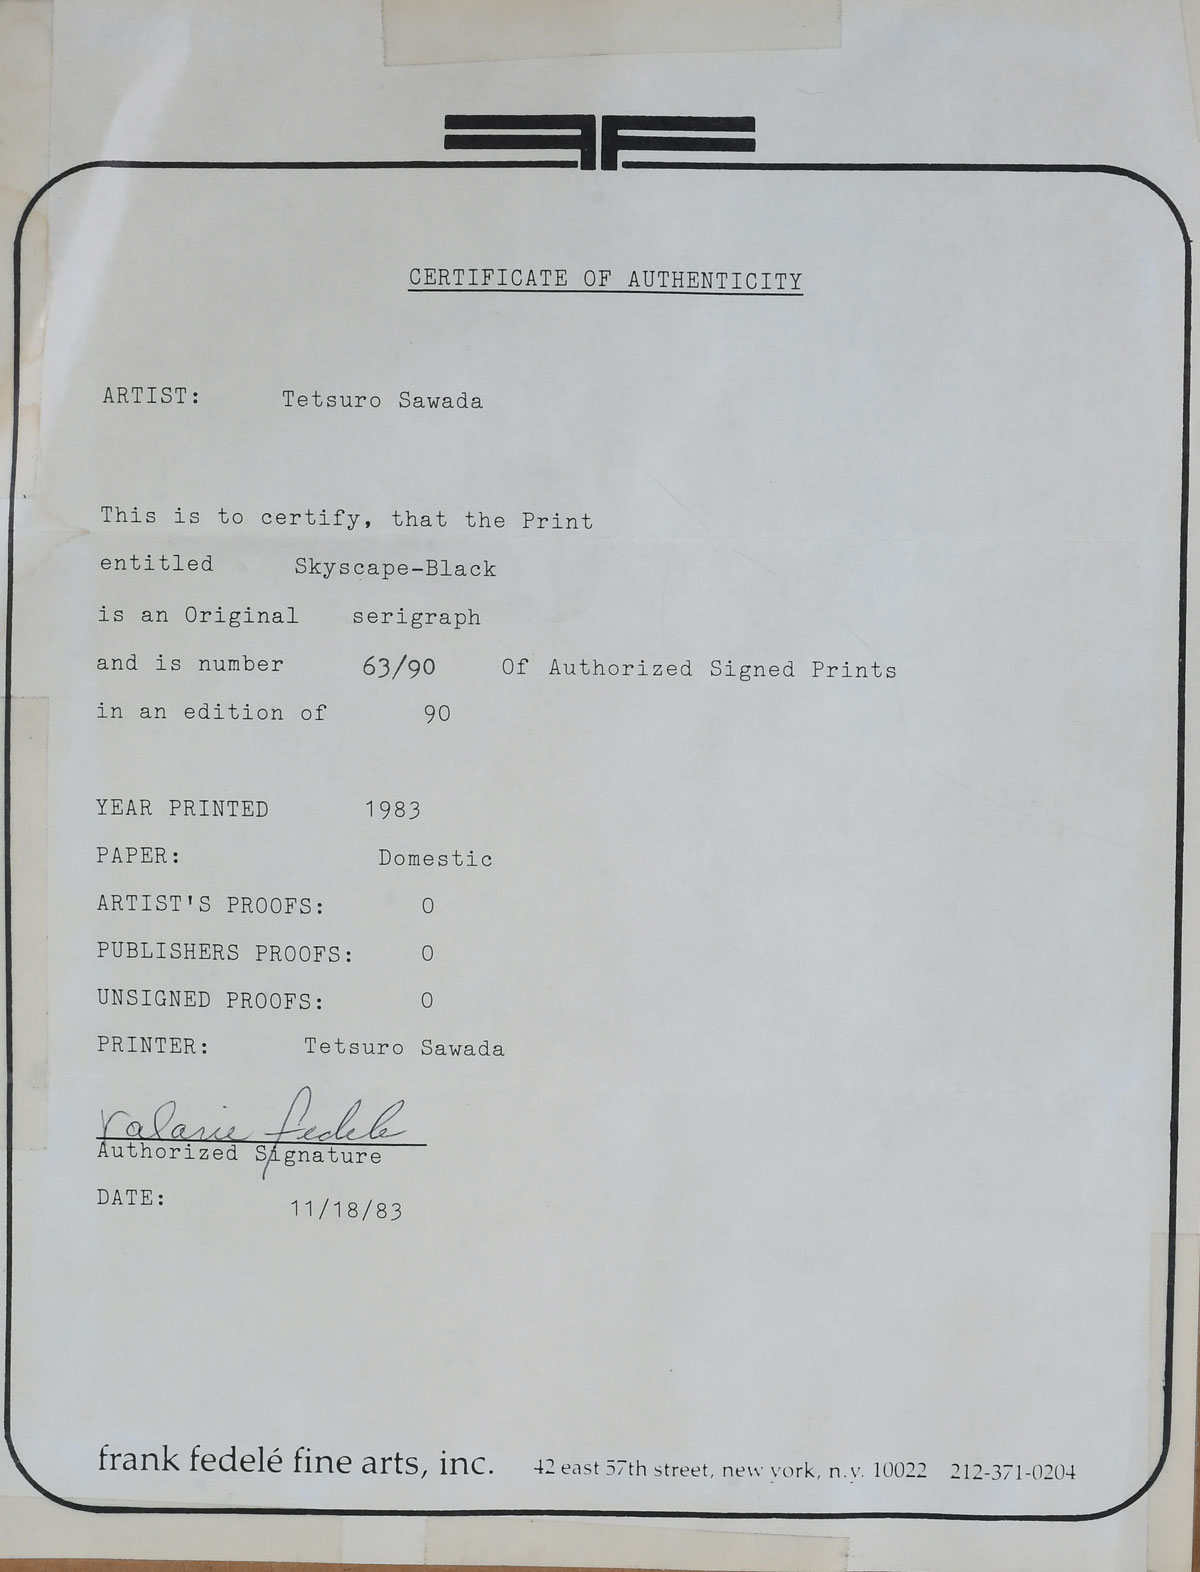 CERTIFICATE OF AUTHENTICITY
ARTIST: Tetsuro Sawada
This is to certify, that the Print
entitled Skyscape-Black
is an Original serigraph
and is number 63/90 Of Authorized Signed Prints
in an edition of 90
YEAR PRINTED 1983
PAPER: Domestic
ARTIST'S PROOFS: 0
PUBLISHERS PROOFS: 0
UNSIGNED PROOFS: 0
PRINTER: Tetsuro Sawada
Valarie Fedele
Authorized Signature
DATE: 11/18/83
frank fedelé fine arts, inc. 42 east 57th street, new york, n.y. 10022 212-371-0204